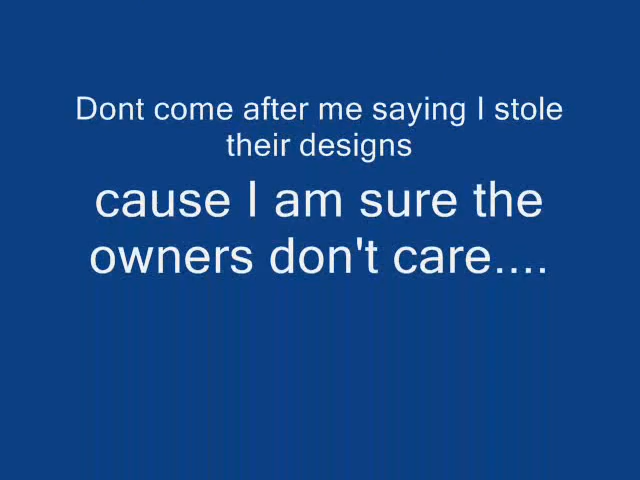 Dont come after me saying I stole
their designs
cause I am sure the
owners don't care....